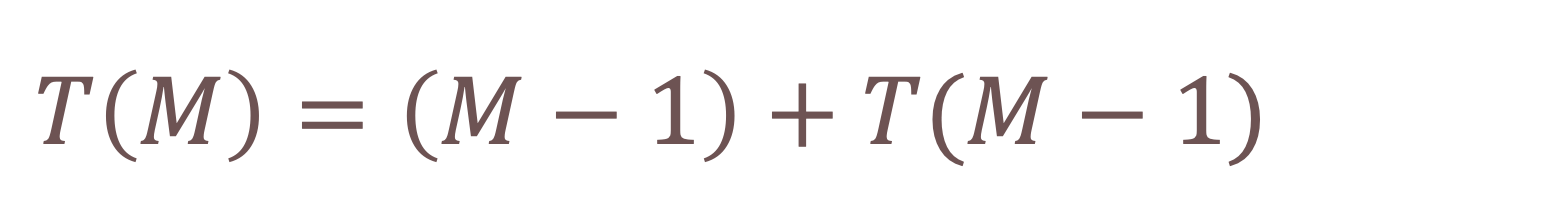 T(M) = (M − 1) + T(M − 1)